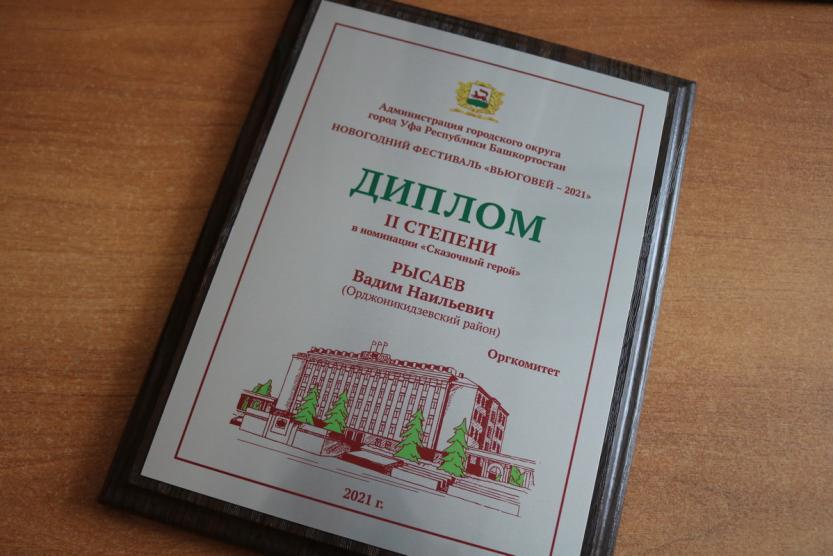 Администрация городского округа
город Уфа Республики Башкортостан
НОВОГОДНИЙ ФЕСТИВАЛЬ «ВЬЮГОВЕЙ – 2021»
ДИПЛОМ
II СТЕПЕНИ
в номинации «Сказочный герой»
РЫСАЕВ
Вадим Наильевич
(Орджоникидзевский район)
Оргкомитет
2021 г.